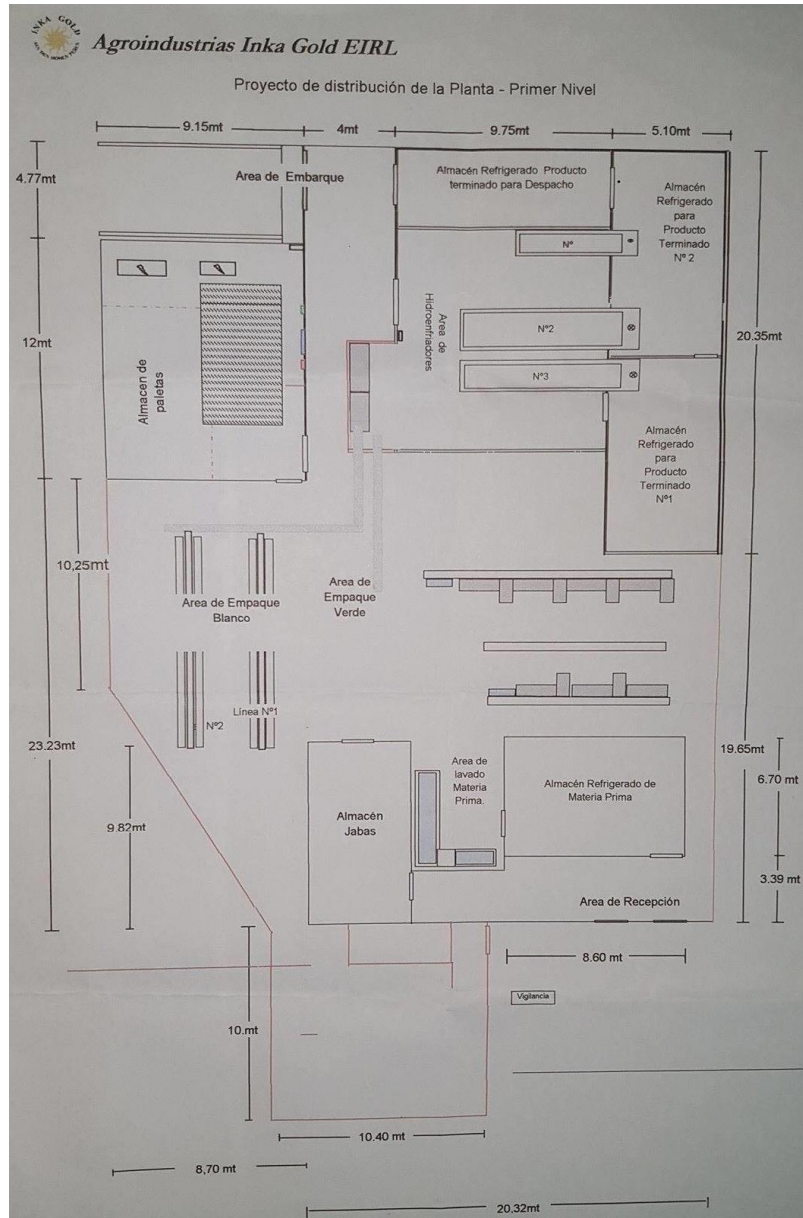 INKA GOLD
Agroindustrias Inka Gold EIRL
Proyecto de distribución de la Planta - Primer Nivel
9.15mt
4mt
9.75mt
5.10mt
4.77mt
Area de Embarque
Almacén Refrigerado Producto
terminado para Despacho
Almacén
Refrigerado
para
Producto
Terminado
Nº 2
Nº
12mt
Almacen de
paletas
Area de
Hidroenfriadores
Nº2
Nº3
20.35mt
Almacén
Refrigerado
para
Producto
Terminado
Nº1
10,25mt
Area de Empaque
Blanco
Area de
Empaque
Verde
Nº2
Línea Nº1
23.23mt
19.65mt
6.70 mt
9.82mt
Almacén
Jabas
Area de
lavado
Materia
Prima.
Almacén Refrigerado de
Materia Prima
3.39 mt
Area de Recepción
8.60 mt
Vigilancia
10.mt
10.40 mt
8,70 mt
20,32mt